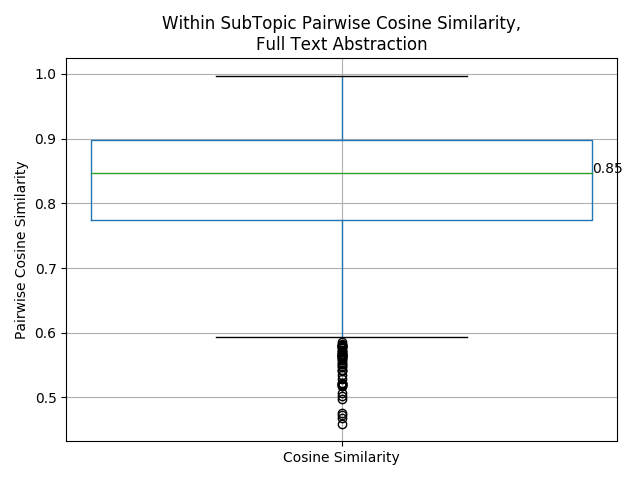 Within SubTopic Pairwise Cosine Similarity,
Full Text Abstraction
Pairwise Cosine Similarity
1.0
0.9
0.8
0.7
0.6
0.5
0.85
Cosine Similarity